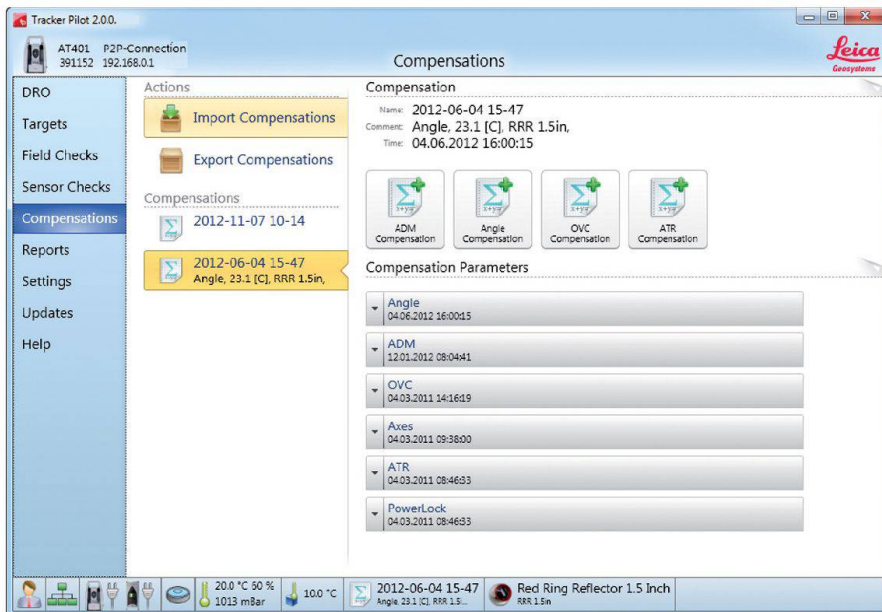 Tracker Pilot 2.0.0.
AT401 P2P-Connection
391152 192.168.0.1
Compensations
Leica
Geosystems
DRO
Targets
Field Checks
Sensor Checks
Compensations
Reports
Settings
Updates
Help
Actions
Import Compensations
Export Compensations
Compensations
2012-11-07 10-14
2012-06-04 15-47
Angle, 23.1 [C], RRR 1.5in,
Compensation
Name: 2012-06-04 15-47
Comment: Angle, 23.1 [C], RRR 1.5in,
Time: 04.06.2012 16:00:15
ADM Compensation
Angle Compensation
OVC Compensation
ATR Compensation
Compensation Parameters
Angle
04.06.2012 16:00:15
ADM
12.01.2012 08:04:41
OVC
04.03.2011 14:16:19
Axes
04.03.2011 09:38:00
ATR
04.03.2011 08:46:33
PowerLock
04.03.2011 08:46:33
20.0 °C 60 %
1013 mBar
10.0 °C
2012-06-04 15-47
Angle, 23.1 [C], RRR 1.5...
Red Ring Reflector 1.5 Inch
RRR 1.5in